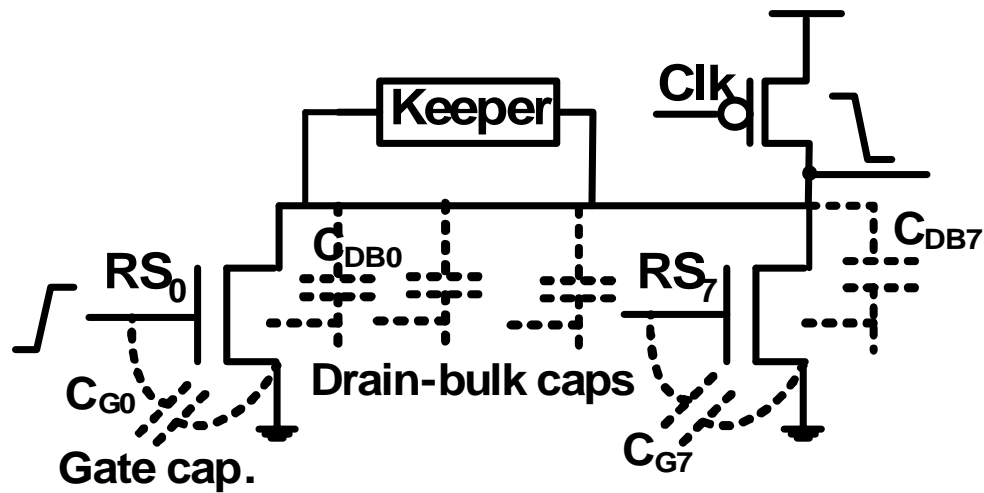 Clk
Keeper
CDB0
CDB7
RS0
RS7
Drain-bulk caps
CG0
CG7
Gate cap.